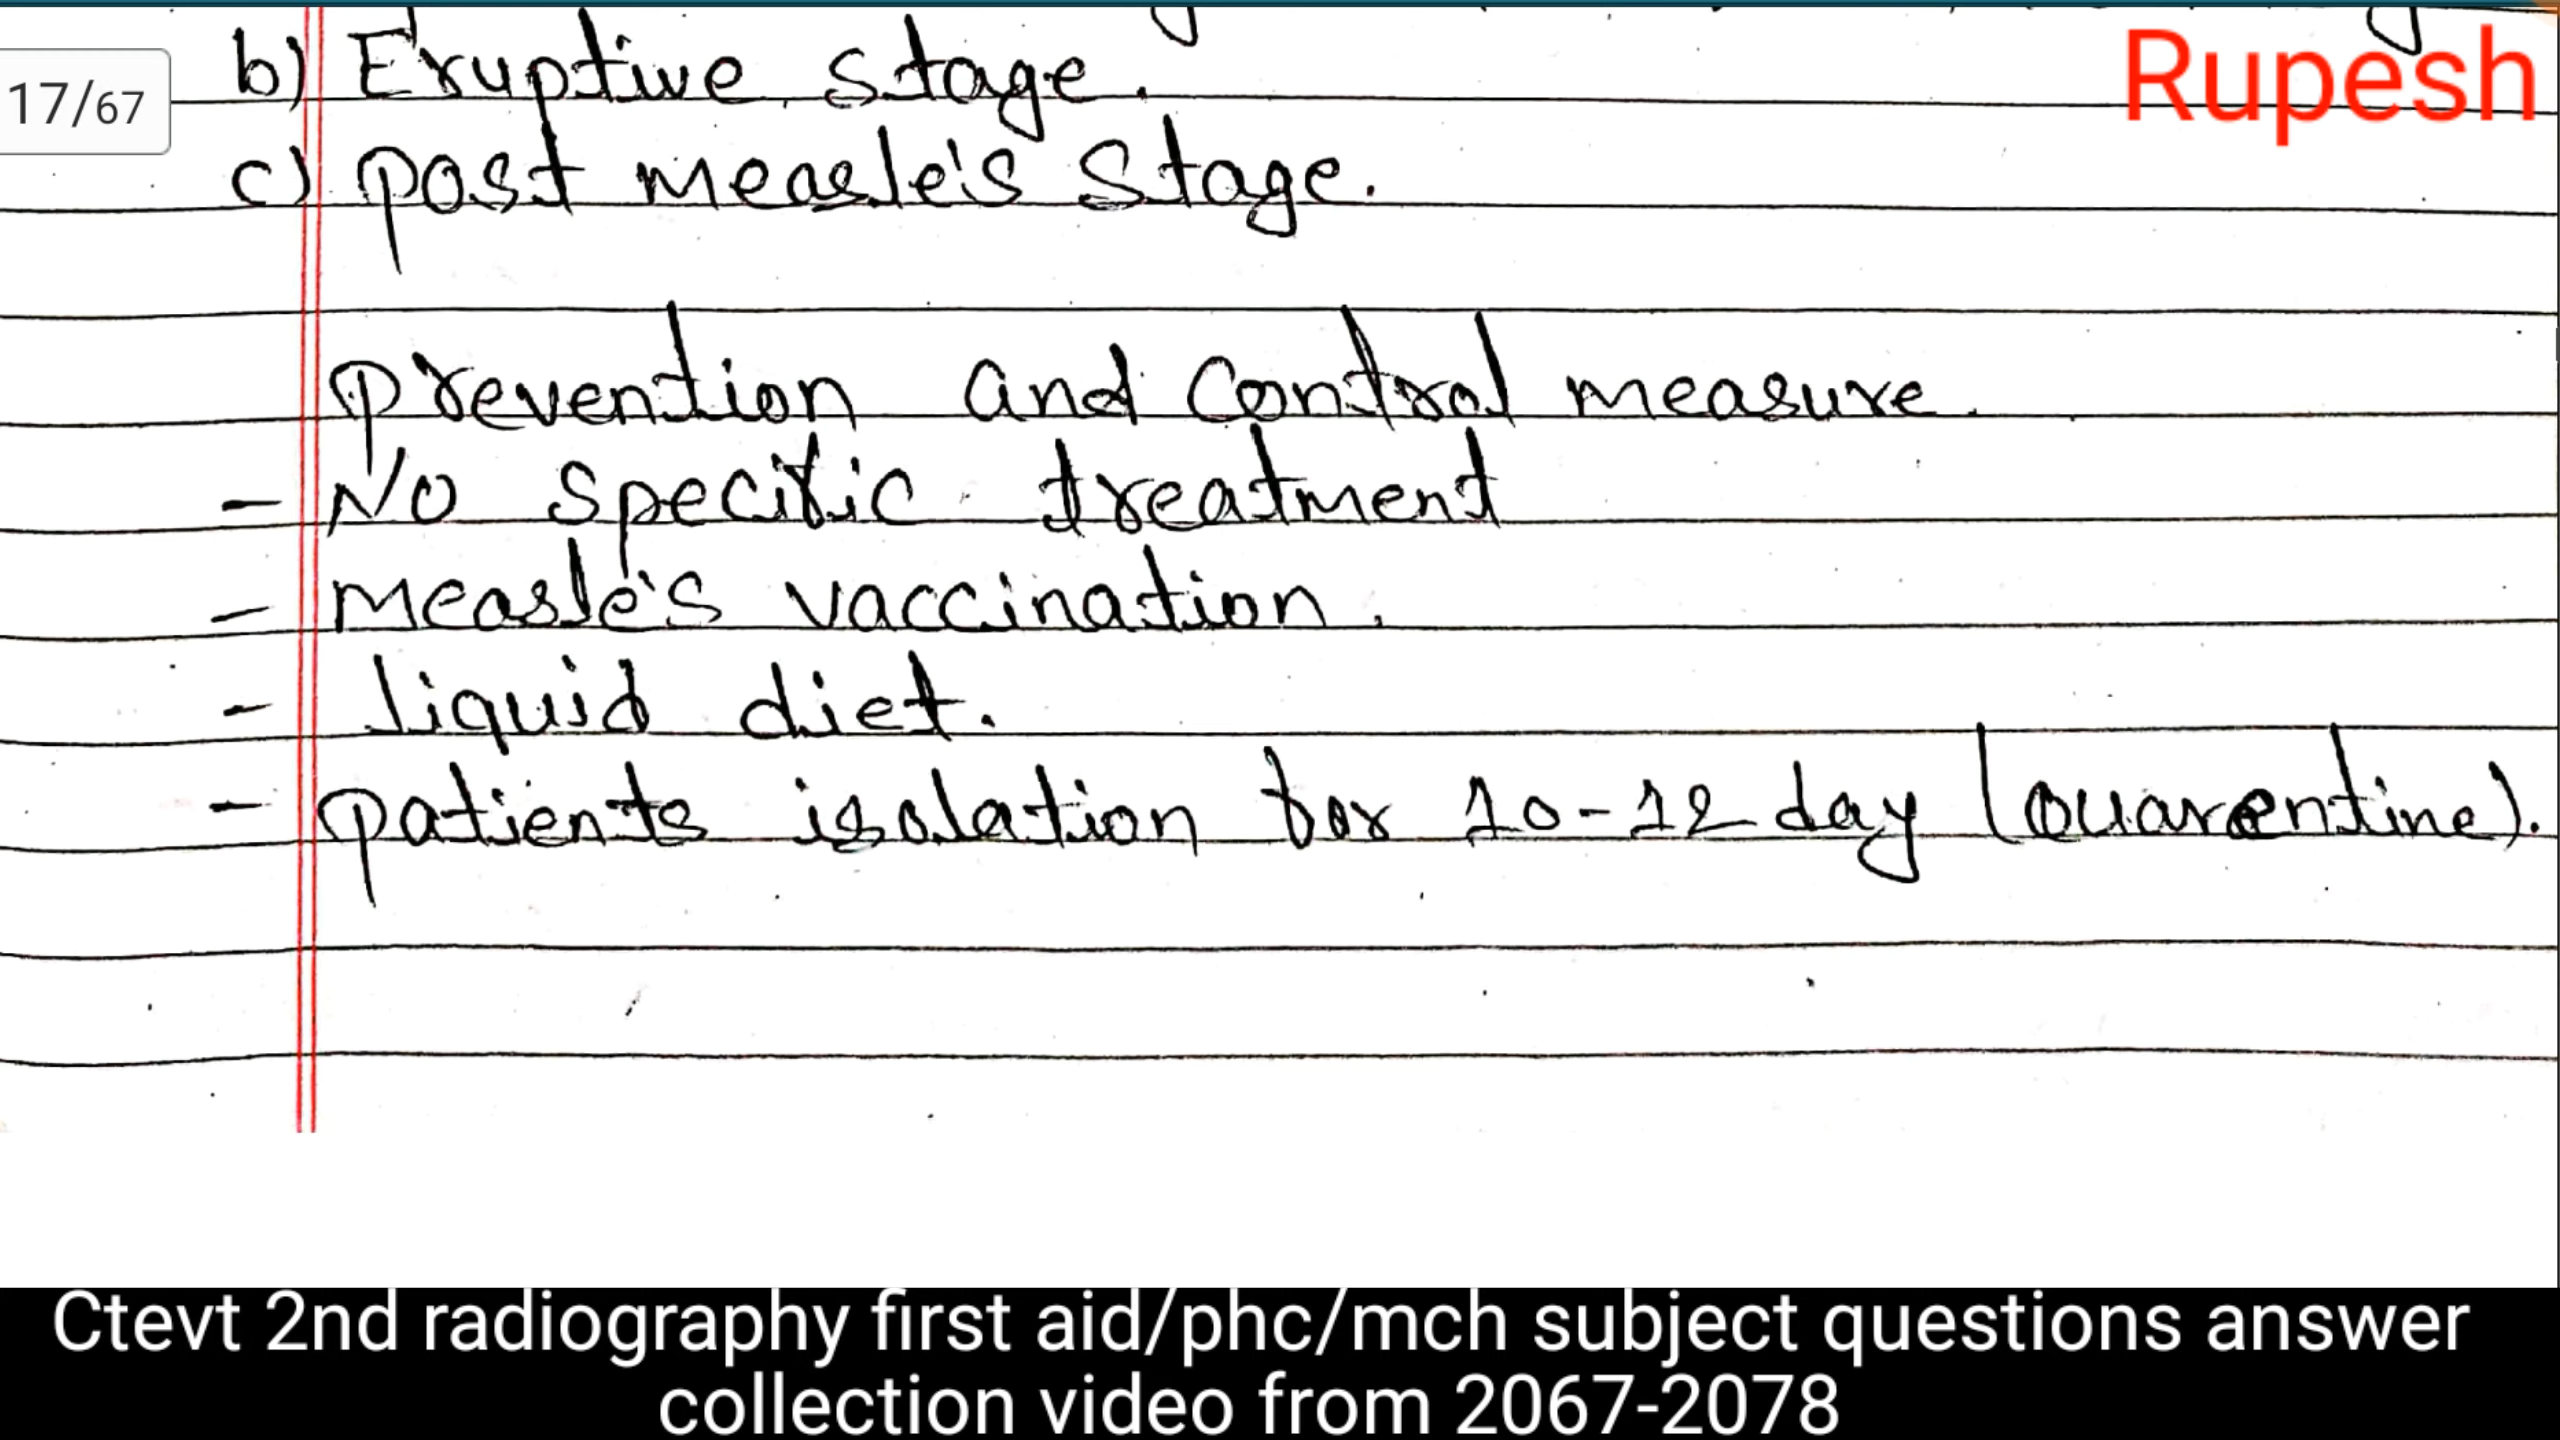 b) Eruptive stage.
Rupesh
17/67
c) post measle's stage.
prevention and control measure.
- No specific treatment
- measle's vaccination.
- liquid diet.
- patients isolation for 10-12 day (quarentine).
Ctevt 2nd radiography first aid/phc/mch subject questions answer
collection video from 2067-2078